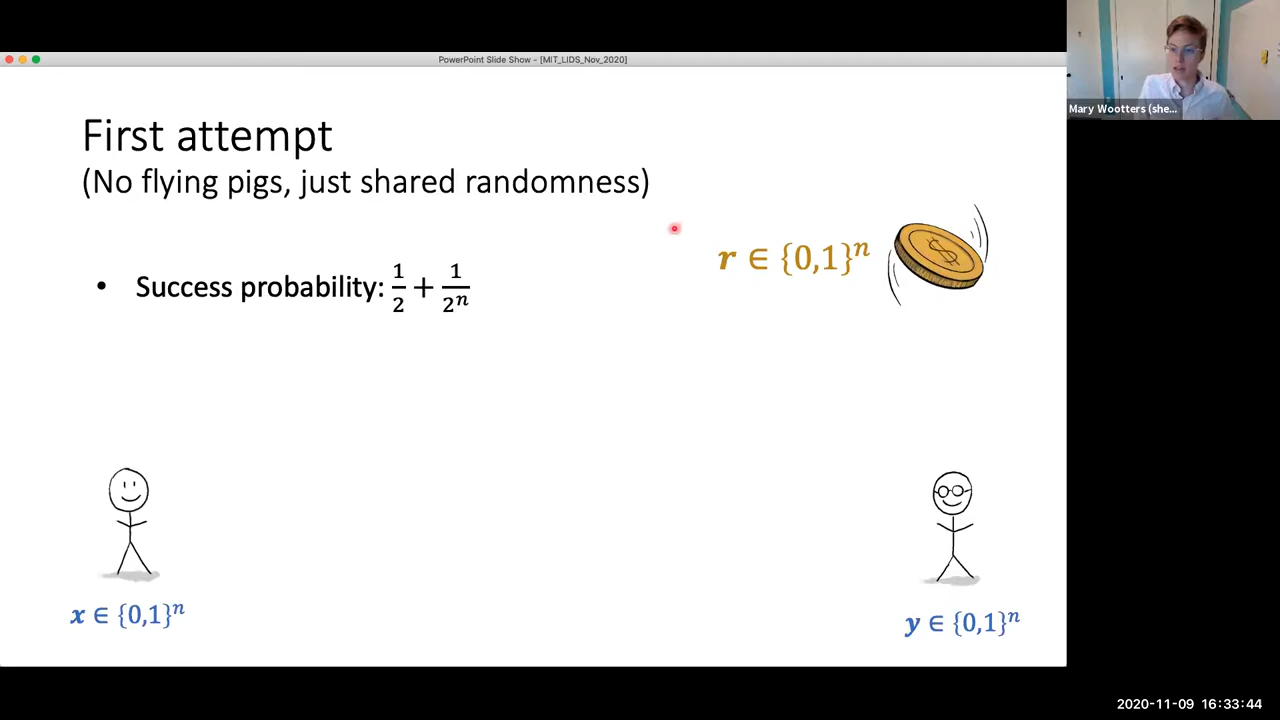 PowerPoint Slide Show - [MIT_LIDS_Nov_2020]
Mary Wootters (she...
First attempt
(No flying pigs, just shared randomness)
r ∈ {0,1}ⁿ
$
• Success probability: 1/2 + 1/2ⁿ
x ∈ {0,1}ⁿ
y ∈ {0,1}ⁿ
2020-11-09 16:33:44